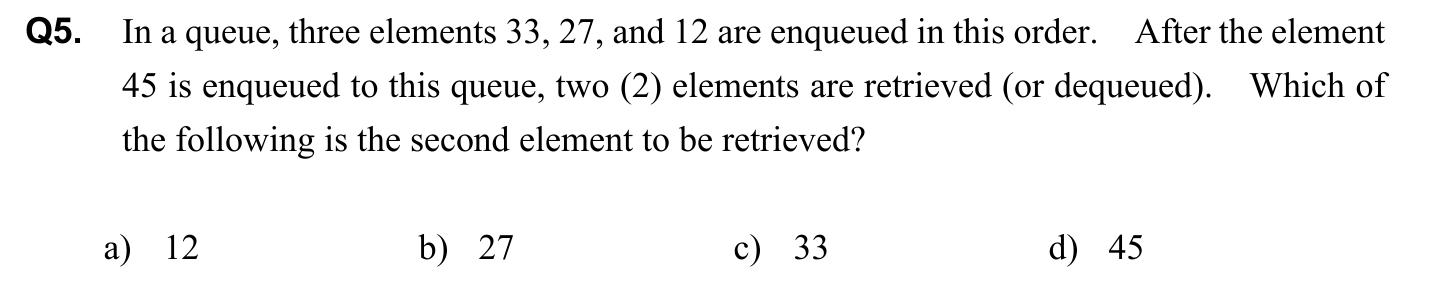 Q5. In a queue, three elements 33, 27, and 12 are enqueued in this order. After the element
45 is enqueued to this queue, two (2) elements are retrieved (or dequeued). Which of
the following is the second element to be retrieved?
a) 12 b) 27 c) 33 d) 45